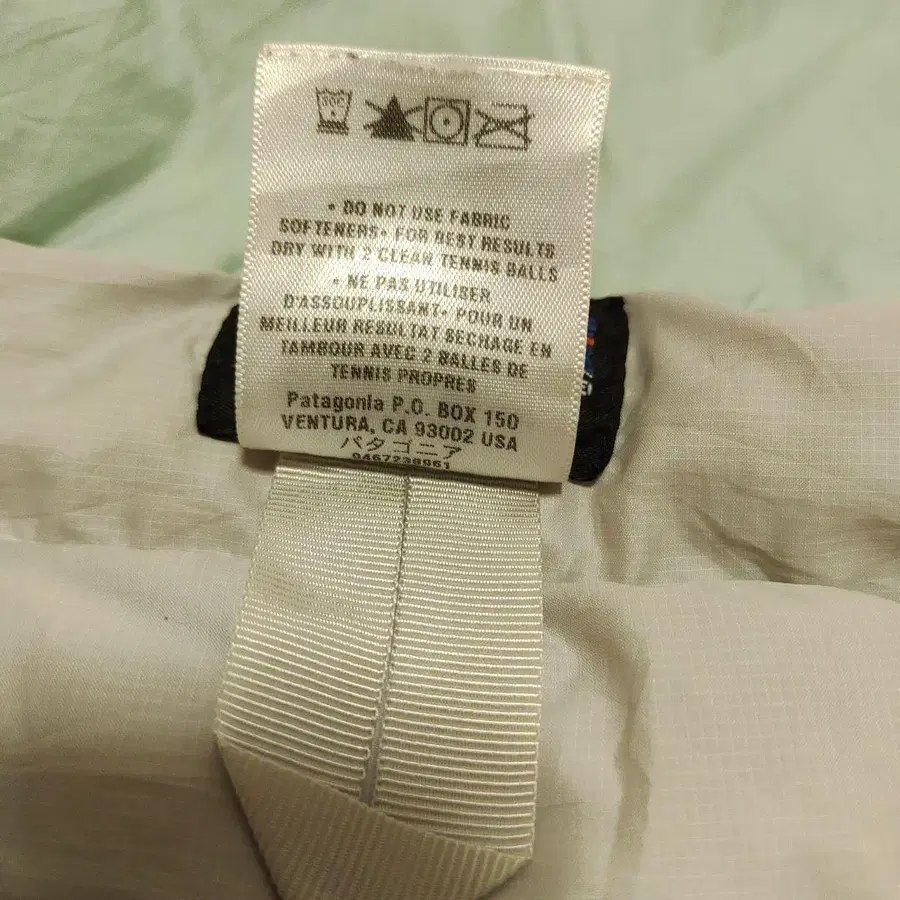 30C
• DO NOT USE FABRIC
SOFTENERS• FOR BEST RESULTS
DRY WITH 2 CLEAR TENNIS BALLS
• NE PAS UTILISER
D'ASSOUPLISSANT• POUR UN
MEILLEUR RESULTAT SECHAGE EN
TAMBOUR AVEC 2 BALLES DE
TENNIS PROPRES
Patagonia P.O. BOX 150
VENTURA, CA 93002 USA
パタゴニア